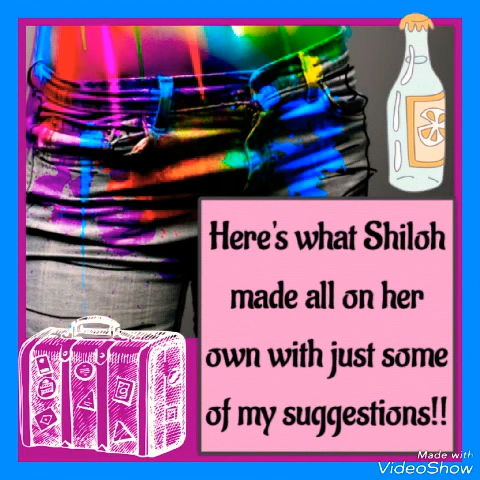 Here's what Shiloh
made all on her
own with just some
of my suggestions!!
Made with
VideoShow